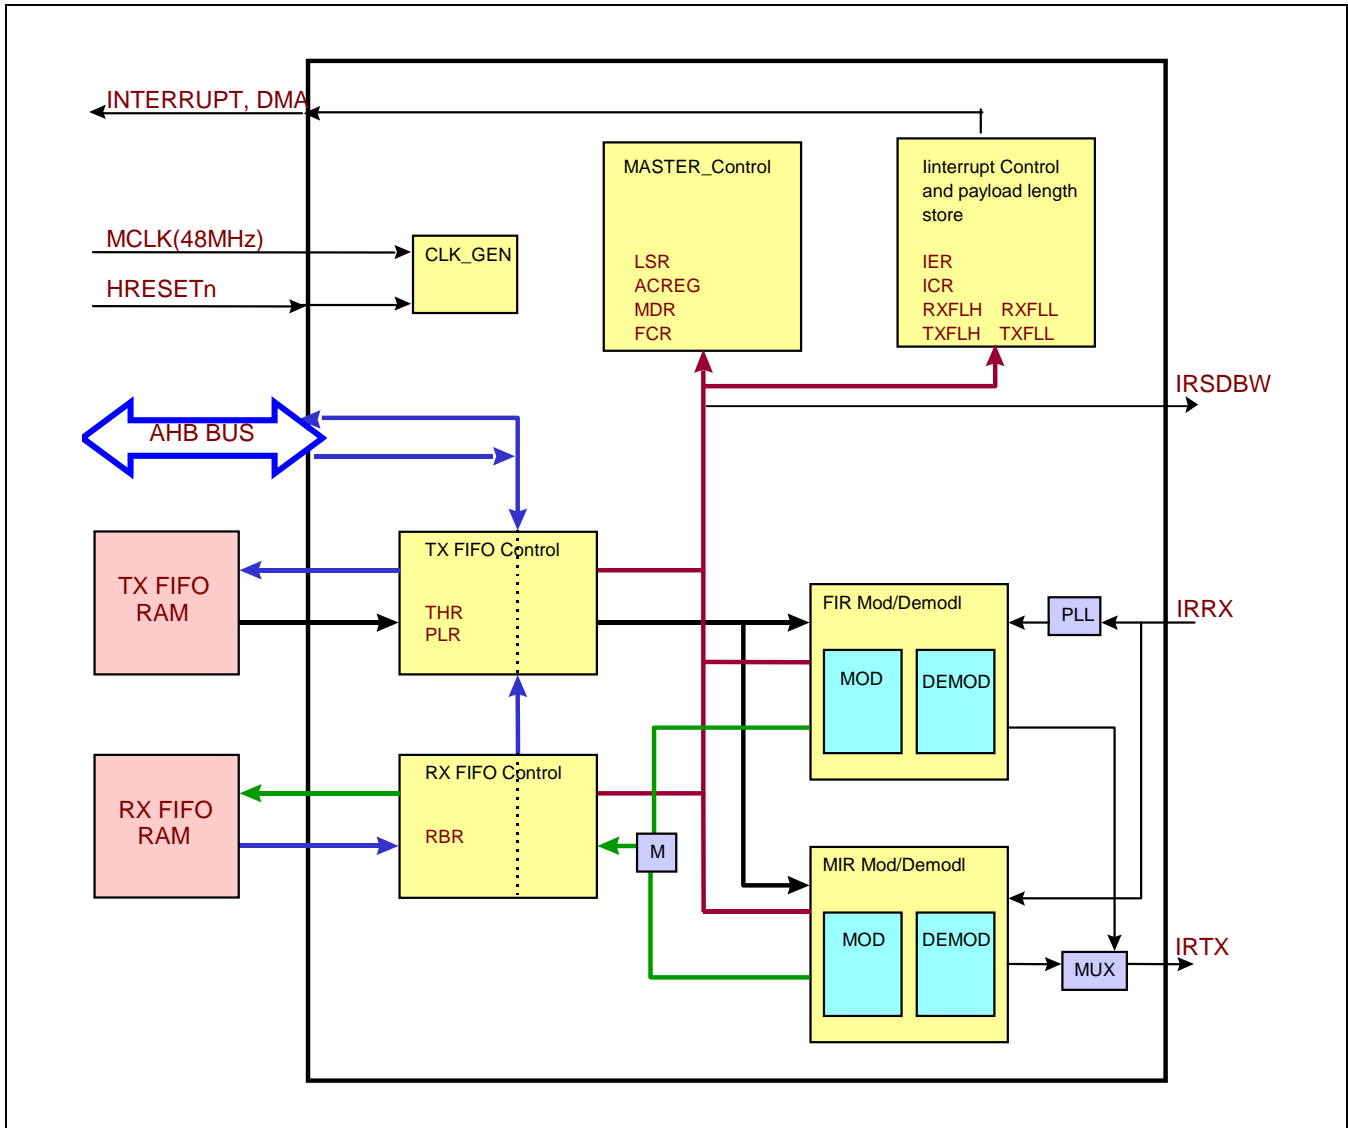 INTERRUPT, DMA
MASTER_Control
LSR
ACREG
MDR
FCR
Iinterrupt Control
and payload length
store
IER
ICR
RXFLH RXFLL
TXFLH TXFLL
MCLK(48MHz)
HRESETn
CLK_GEN
IRSDBW
AHB BUS
TX FIFO
RAM
TX FIFO Control
THR
PLR
FIR Mod/Demodl
MOD
DEMOD
PLL
IRRX
RX FIFO
RAM
RX FIFO Control
RBR
M
MIR Mod/Demodl
MOD
DEMOD
MUX
IRTX